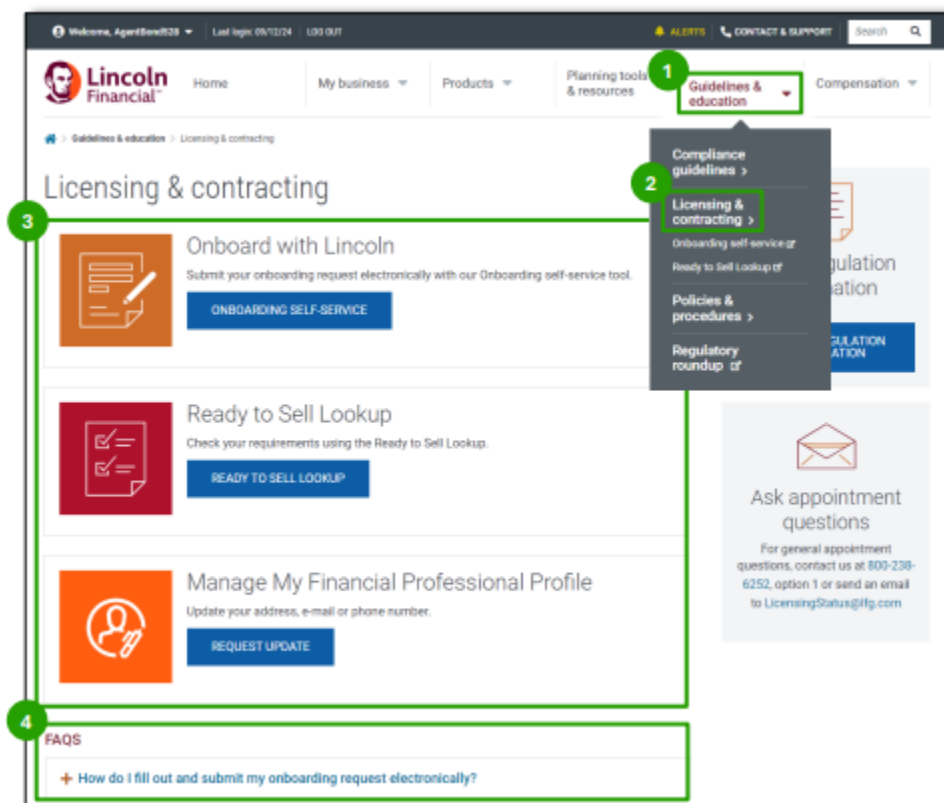 Welcome, AgentBond528
Last login: 09/12/24
LOG OUT
ALERTS
CONTACT & SUPPORT
Search
Lincoln
Financial™
Home
My business
Products
Planning tools
& resources
1
Guidelines &
education
Compensation
> Guidelines & education > Licensing & contracting
Compliance
guidelines >
2
Licensing &
contracting >
Onboarding self-service
Ready to Sell Lookup
Policies &
procedures >
Regulatory
roundup
Licensing & contracting
3
Onboard with Lincoln
Submit your onboarding request electronically with our Onboarding self-service tool.
ONBOARDING SELF-SERVICE
Ready to Sell Lookup
Check your requirements using the Ready to Sell Lookup.
READY TO SELL LOOKUP
Manage My Financial Professional Profile
Update your address, e-mail or phone number.
REQUEST UPDATE
Ask appointment
questions
For general appointment
questions, contact us at 800-238-
6252, option 1 or send an email
to LicensingStatus@lfg.com
4
FAQS
+ How do I fill out and submit my onboarding request electronically?